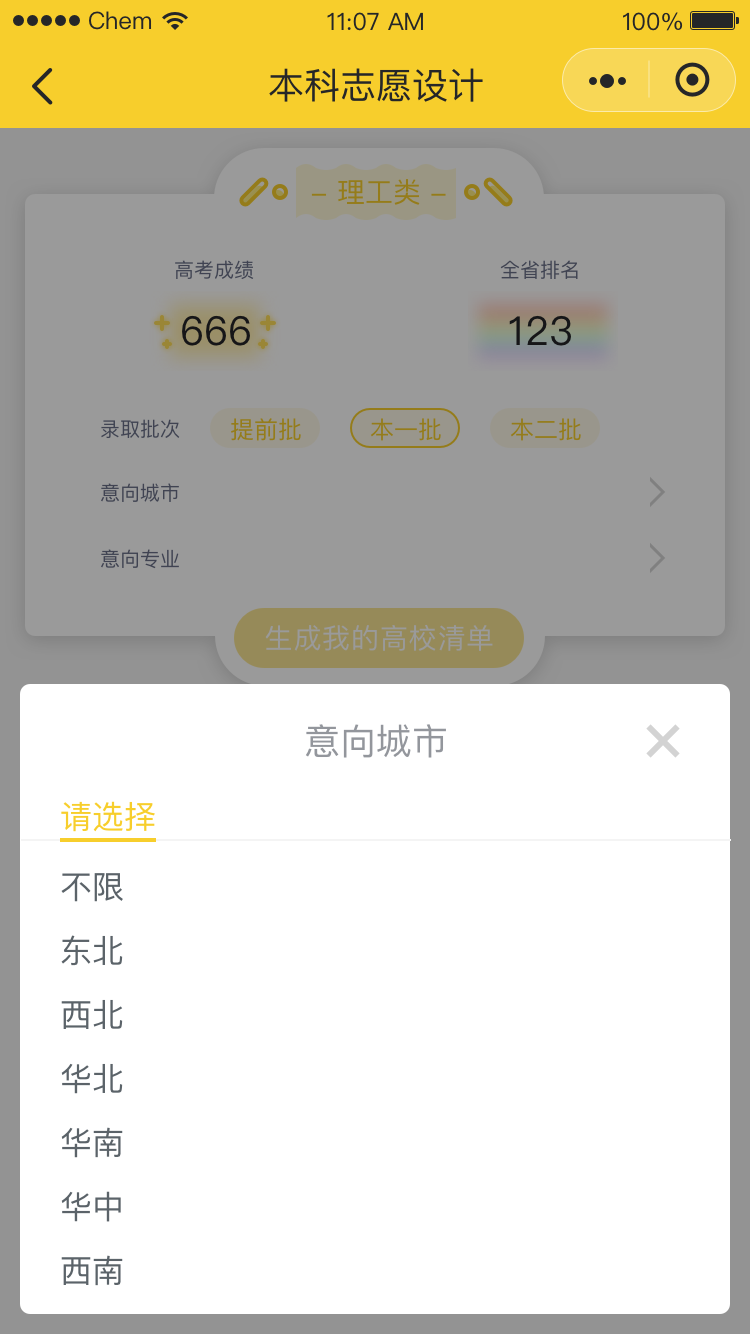 Chem 11:07 AM 100%
本科志愿设计
– 理工类 –
高考成绩 全省排名
666 123
录取批次 提前批 本一批 本二批
意向城市
意向专业
生成我的高校清单
意向城市
请选择
不限
东北
西北
华北
华南
华中
西南